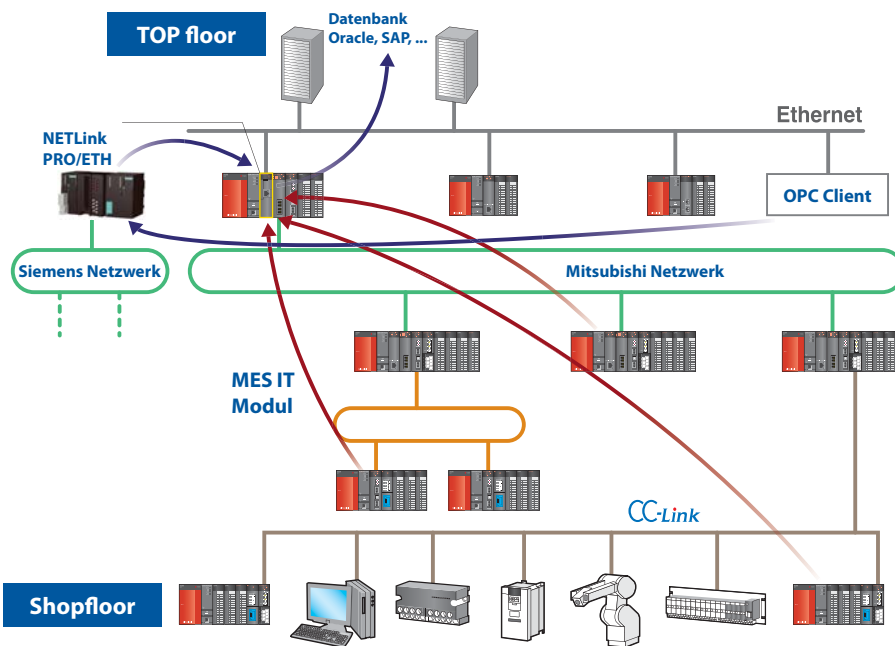 TOP floor
Datenbank
Oracle, SAP, ...
Ethernet
NETLink
PRO/ETH
OPC Client
Siemens Netzwerk
Mitsubishi Netzwerk
MES IT
Modul
CC-Link
Shopfloor